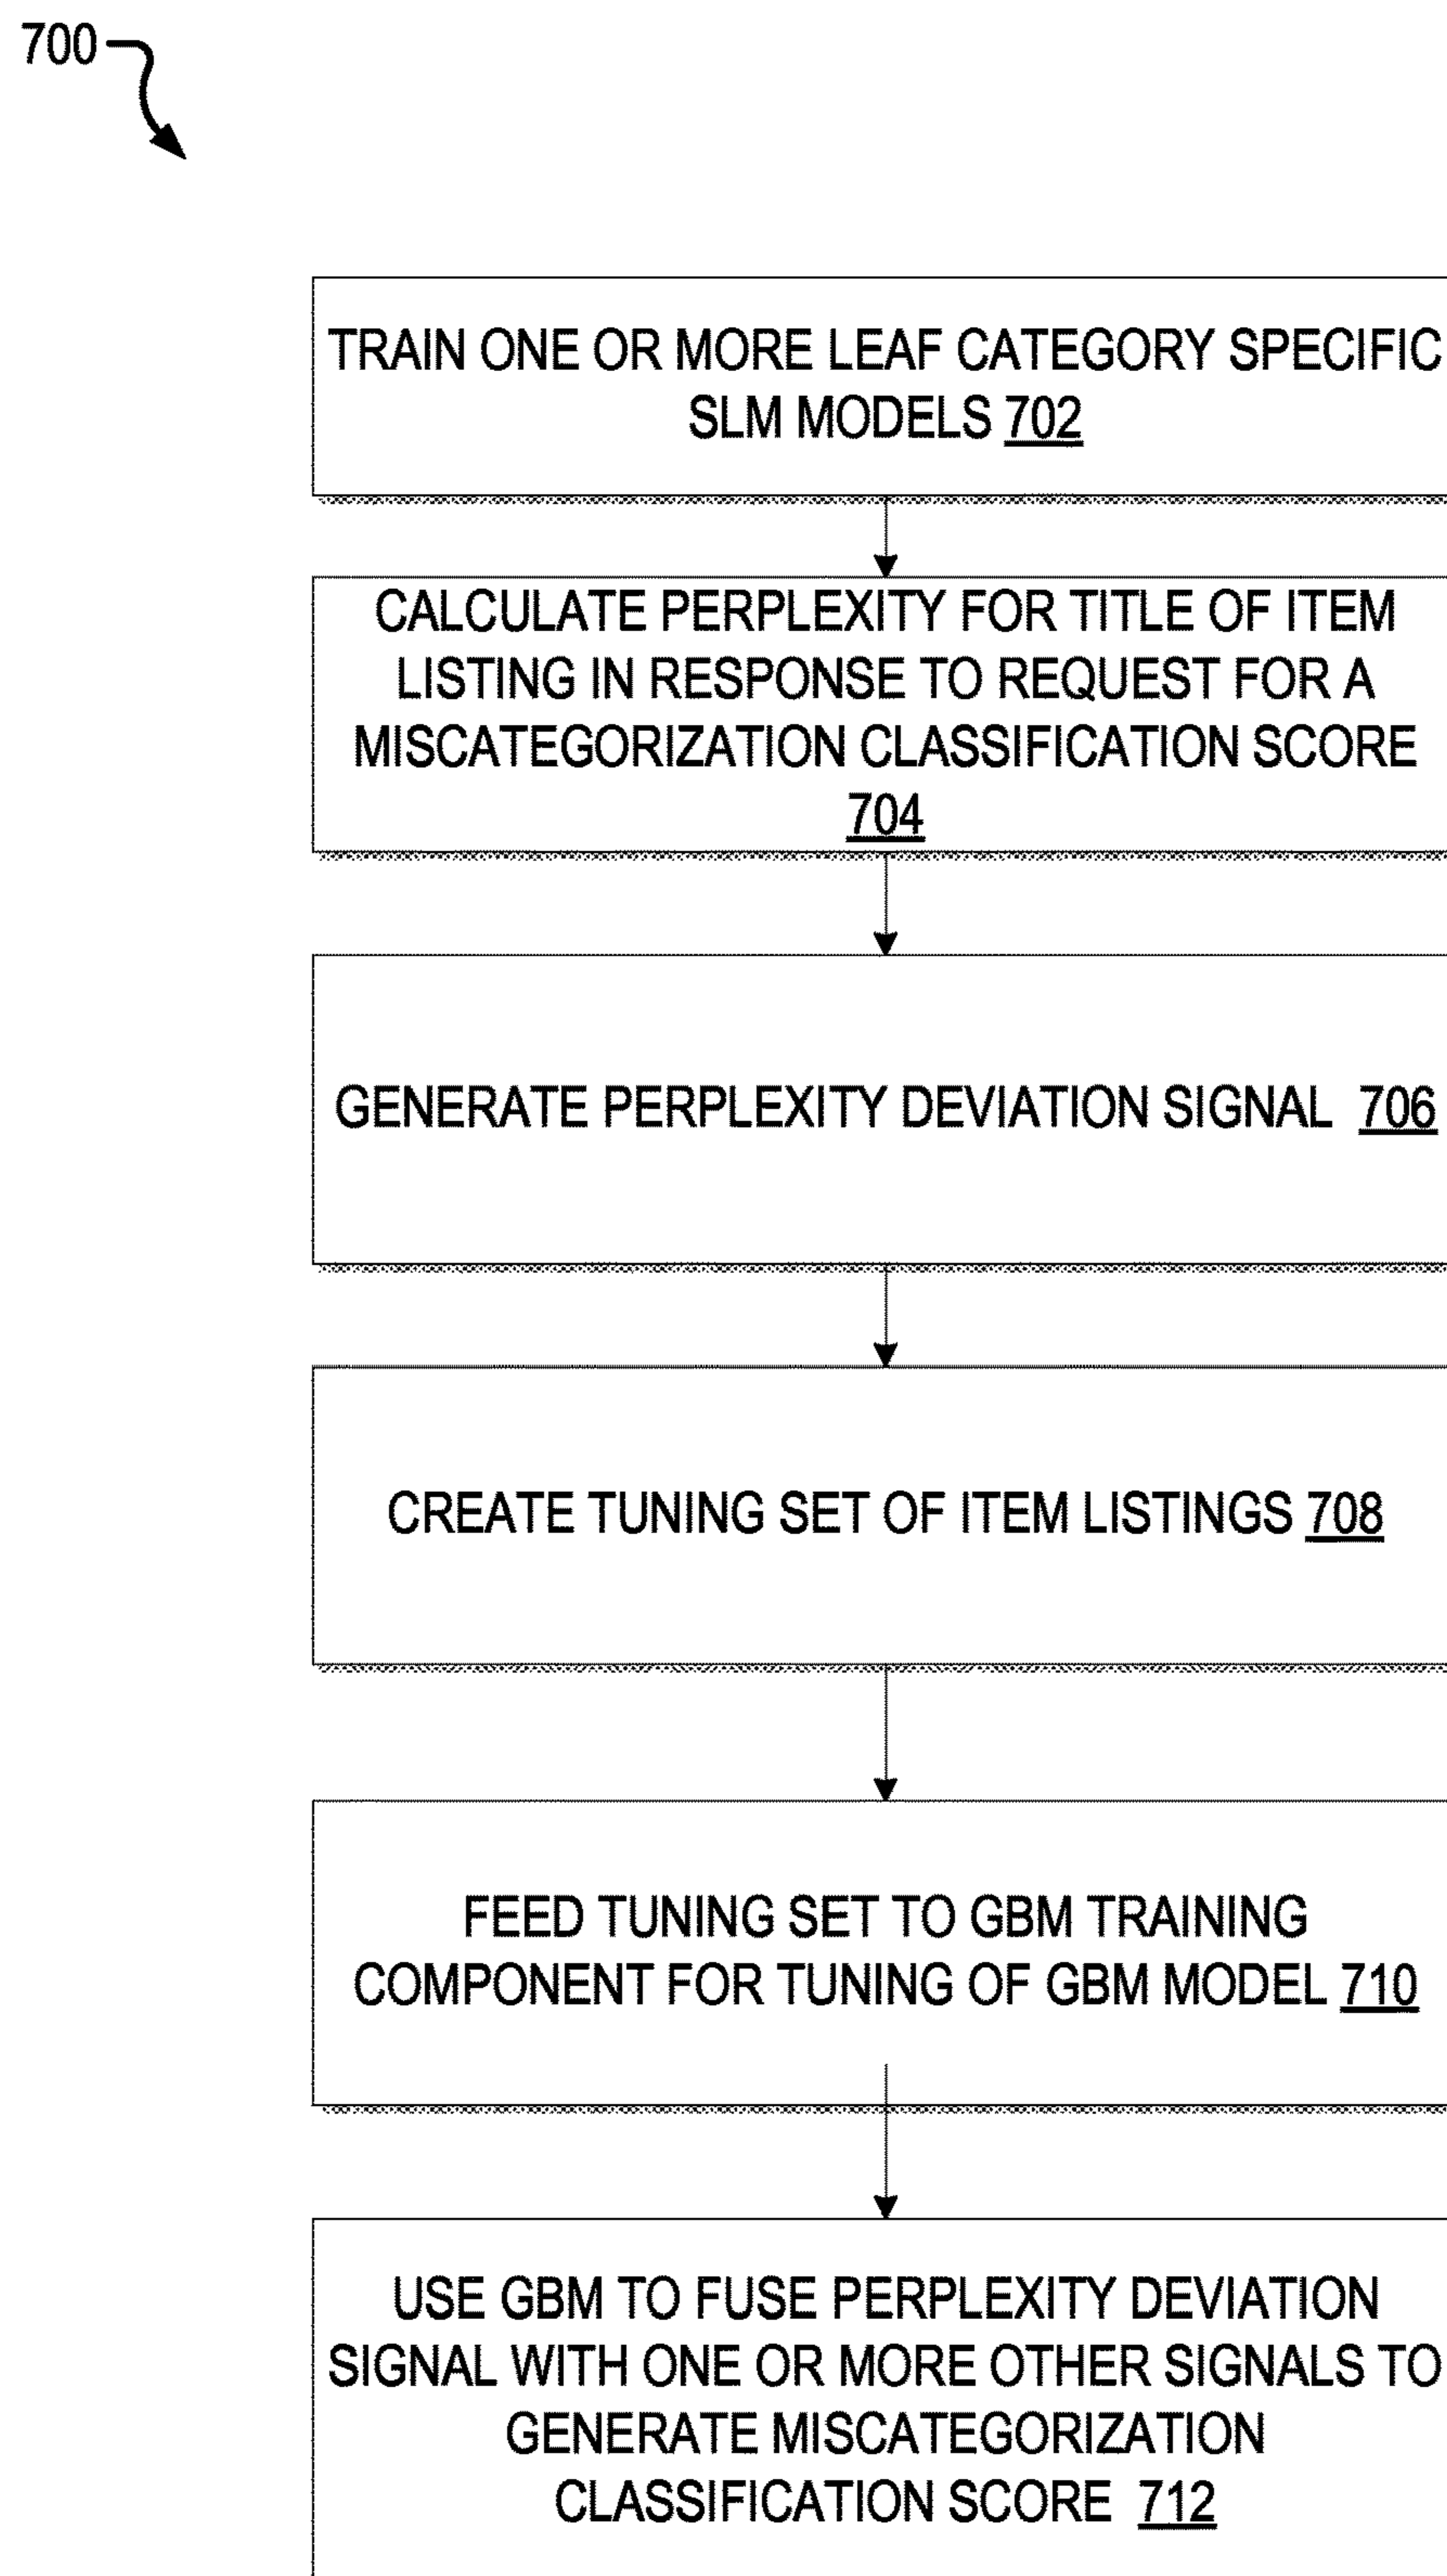 700
TRAIN ONE OR MORE LEAF CATEGORY SPECIFIC
SLM MODELS 702
CALCULATE PERPLEXITY FOR TITLE OF ITEM
LISTING IN RESPONSE TO REQUEST FOR A
MISCATEGORIZATION CLASSIFICATION SCORE
704
GENERATE PERPLEXITY DEVIATION SIGNAL 706
CREATE TUNING SET OF ITEM LISTINGS 708
FEED TUNING SET TO GBM TRAINING
COMPONENT FOR TUNING OF GBM MODEL 710
USE GBM TO FUSE PERPLEXITY DEVIATION
SIGNAL WITH ONE OR MORE OTHER SIGNALS TO
GENERATE MISCATEGORIZATION
CLASSIFICATION SCORE 712